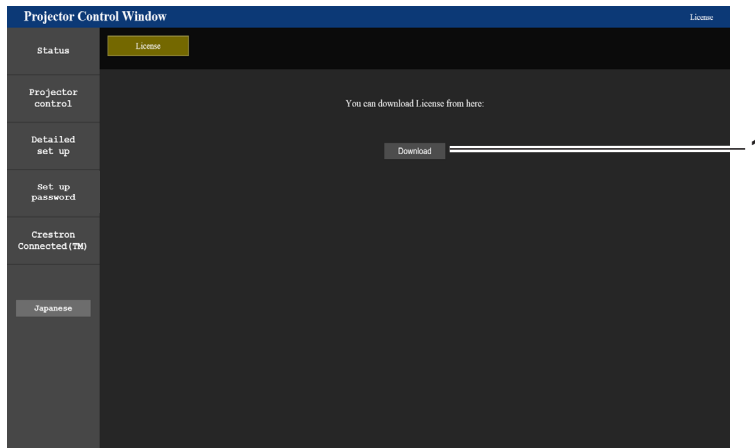 Projector Control Window
License
Status
License
Projector
control
You can download License from here:
Detailed
set up
Download
1
Set up
password
Crestron
Connected(TM)
Japanese